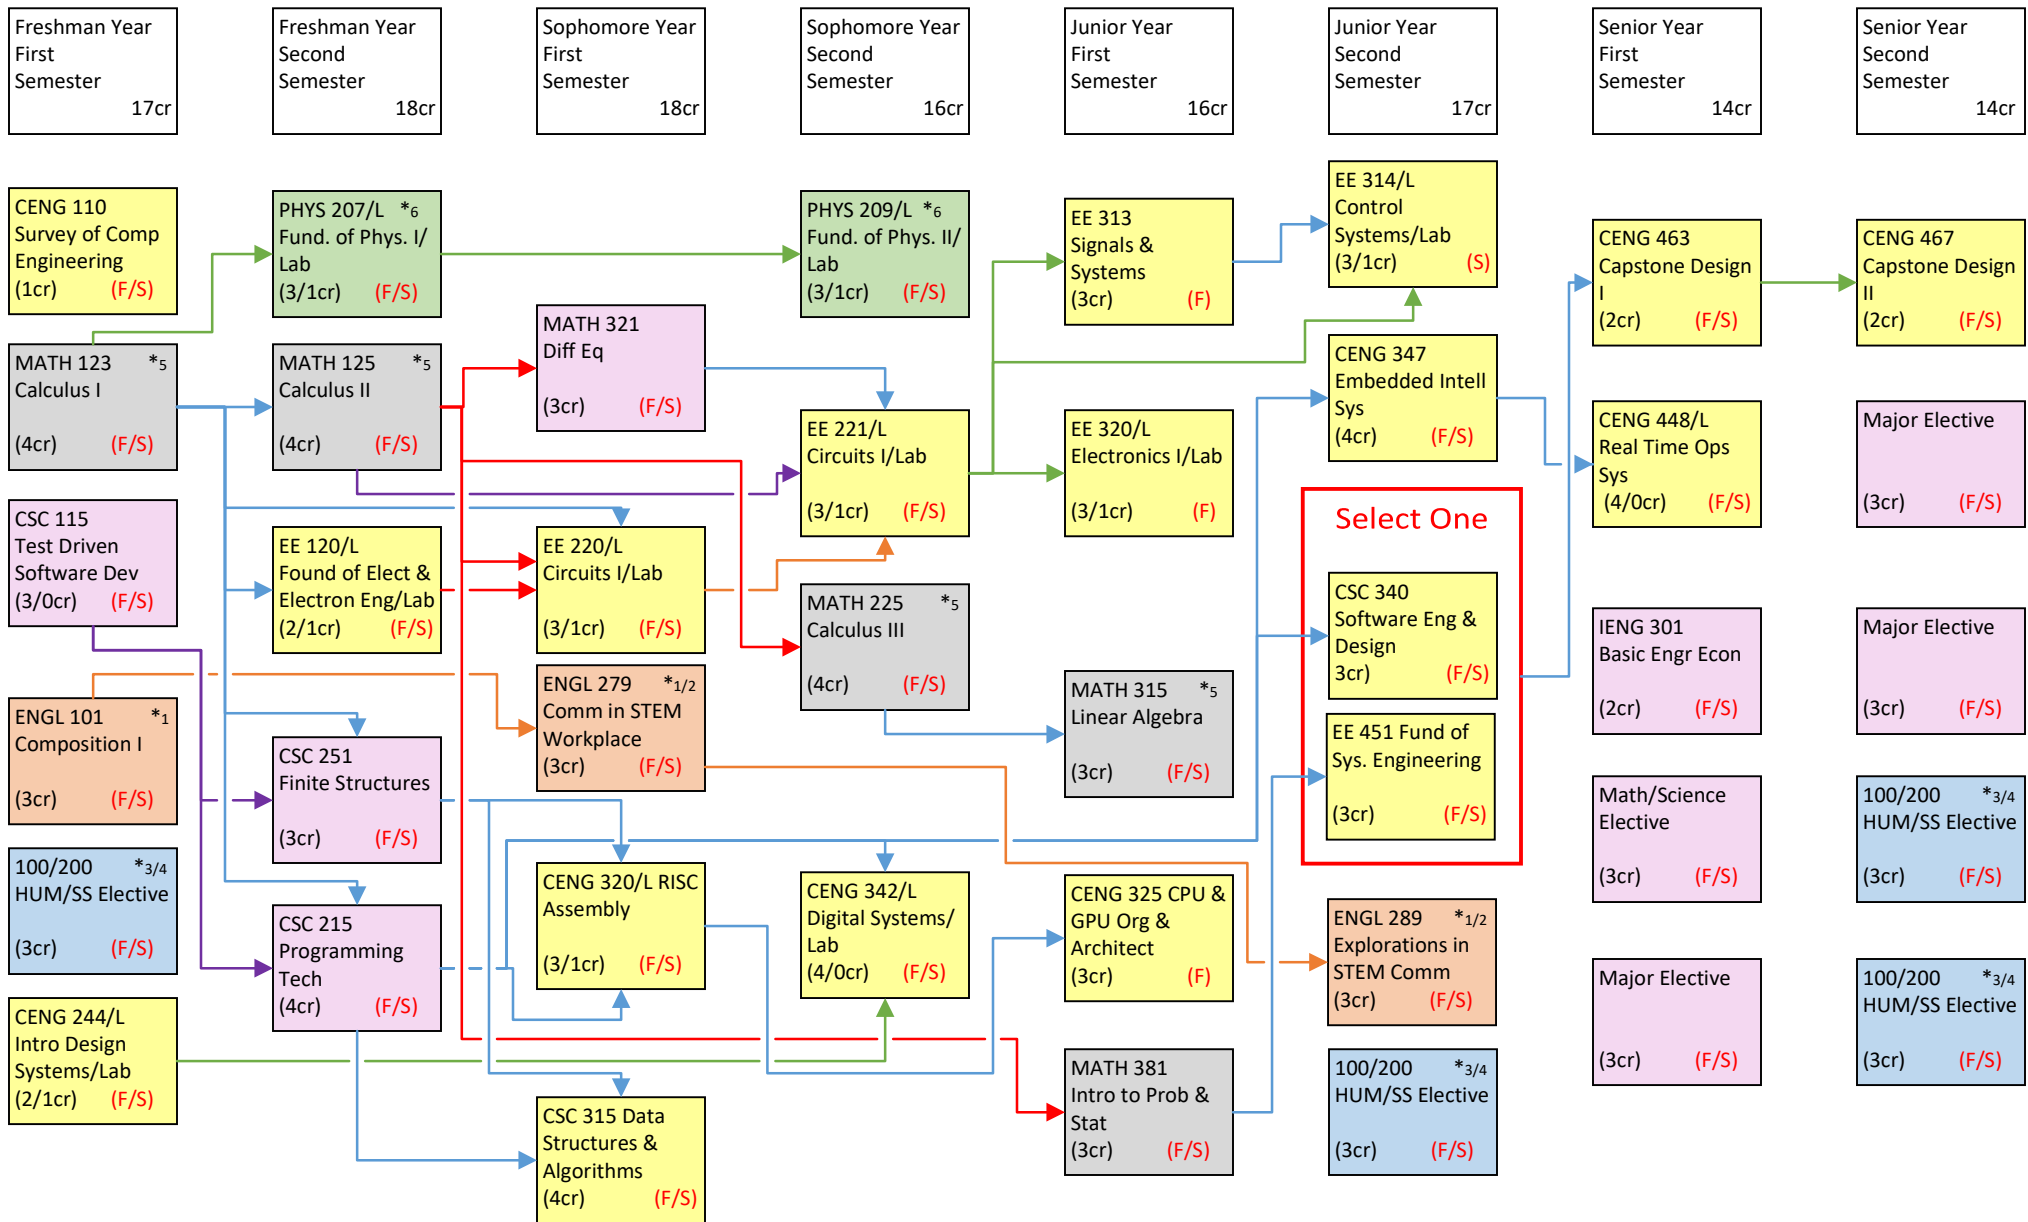 Freshman Year
First
Semester
17cr
Freshman Year
Second
Semester
18cr
Sophomore Year
First
Semester
18cr
Sophomore Year
Second
Semester
16cr
Junior Year
First
Semester
16cr
Junior Year
Second
Semester
17cr
Senior Year
First
Semester
14cr
Senior Year
Second
Semester
14cr
CENG 110
Survey of Comp
Engineering
(1cr) (F/S)
MATH 123 *5
Calculus I
(4cr) (F/S)
CSC 115
Test Driven
Software Dev
(3/0cr) (F/S)
ENGL 101 *1
Composition I
(3cr) (F/S)
100/200 *3/4
HUM/SS Elective
(3cr) (F/S)
CENG 244/L
Intro Design
Systems/Lab
(2/1cr) (F/S)
PHYS 207/L *6
Fund. of Phys. I/
Lab
(3/1cr) (F/S)
MATH 125 *5
Calculus II
(4cr) (F/S)
EE 120/L
Found of Elect &
Electron Eng/Lab
(2/1cr) (F/S)
CSC 251
Finite Structures
(3cr) (F/S)
CSC 215
Programming
Tech
(4cr) (F/S)
MATH 321
Diff Eq
(3cr) (F/S)
EE 220/L
Circuits I/Lab
(3/1cr) (F/S)
ENGL 279 *1/2
Comm in STEM
Workplace
(3cr) (F/S)
CENG 320/L RISC
Assembly
(3/1cr) (F/S)
CSC 315 Data
Structures &
Algorithms
(4cr) (F/S)
PHYS 209/L *6
Fund. of Phys. II/
Lab
(3/1cr) (F/S)
EE 221/L
Circuits I/Lab
(3/1cr) (F/S)
MATH 225 *5
Calculus III
(4cr) (F/S)
CENG 342/L
Digital Systems/
Lab
(4/0cr) (F/S)
EE 313
Signals &
Systems
(3cr) (F)
EE 320/L
Electronics I/Lab
(3/1cr) (F)
MATH 315 *5
Linear Algebra
(3cr) (F/S)
CENG 325 CPU &
GPU Org &
Architect
(3cr) (F)
MATH 381
Intro to Prob &
Stat
(3cr) (F/S)
EE 314/L
Control
Systems/Lab
(3/1cr) (S)
CENG 347
Embedded Intell
Sys
(4cr) (F/S)
Select One
CSC 340
Software Eng &
Design
3cr) (F/S)
EE 451 Fund of
Sys. Engineering
(3cr) (F/S)
ENGL 289 *1/2
Explorations in
STEM Comm
(3cr) (F/S)
100/200 *3/4
HUM/SS Elective
(3cr) (F/S)
CENG 463
Capstone Design
I
(2cr) (F/S)
CENG 448/L
Real Time Ops
Sys
(4/0cr) (F/S)
IENG 301
Basic Engr Econ
(2cr) (F/S)
Math/Science
Elective
(3cr) (F/S)
Major Elective
(3cr) (F/S)
CENG 467
Capstone Design
II
(2cr) (F/S)
Major Elective
(3cr) (F/S)
Major Elective
(3cr) (F/S)
100/200 *3/4
HUM/SS Elective
(3cr) (F/S)
100/200 *3/4
HUM/SS Elective
(3cr) (F/S)